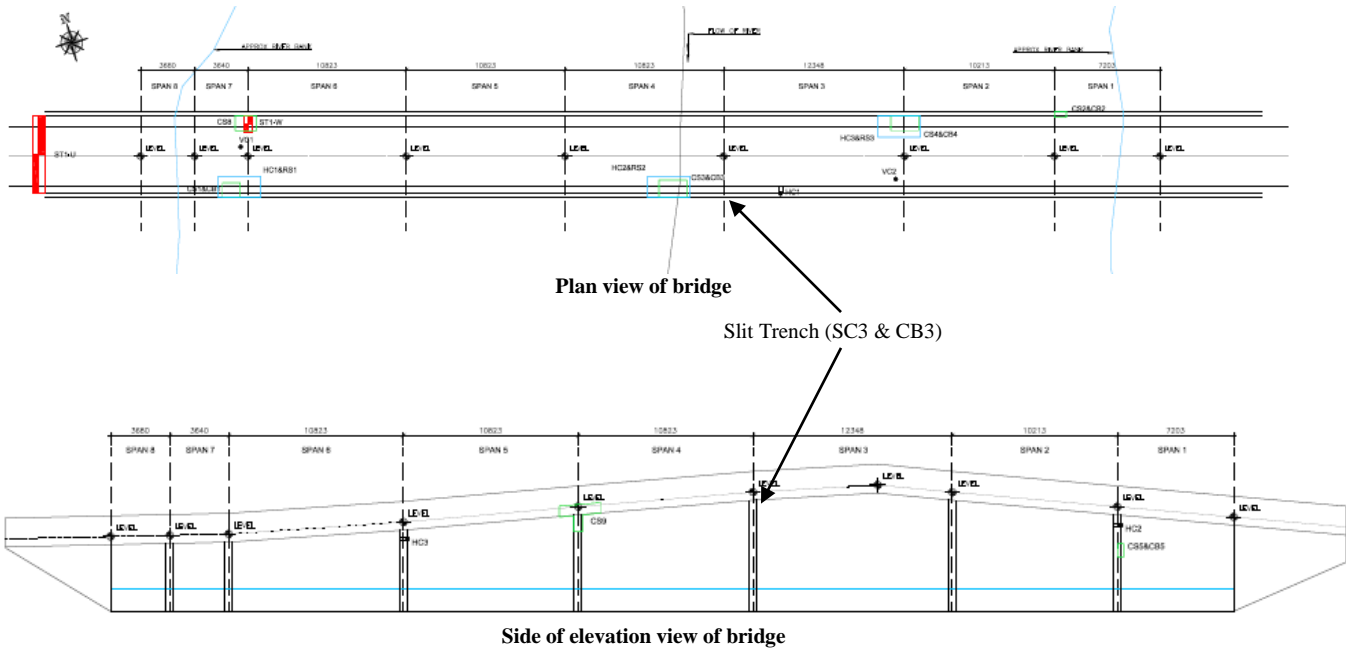 N
APPROX RIVER BANK
FLOW OF RIVER
APPROX RIVER BANK
3680 3640 10823 10823 10823 12348 10213 7203
SPAN 8 SPAN 7 SPAN 6 SPAN 5 SPAN 4 SPAN 3 SPAN 2 SPAN 1
CS2&CB2
CS8 ST1-W
HC3&RS3 CS4&CB4
VC1
ST1-U LEVEL LEVEL LEVEL LEVEL LEVEL LEVEL LEVEL LEVEL LEVEL
HC1&RS1 HC2&RS2 CS3&CB3 VC2
HC1
Plan view of bridge
Slit Trench (SC3 & CB3)
3680 3640 10823 10823 10823 12348 10213 7203
SPAN 8 SPAN 7 SPAN 6 SPAN 5 SPAN 4 SPAN 3 SPAN 2 SPAN 1
LEVEL LEVEL LEVEL LEVEL LEVEL LEVEL LEVEL LEVEL LEVEL LEVEL
CS9
HC3 HC2
CS5&CB5
Side of elevation view of bridge